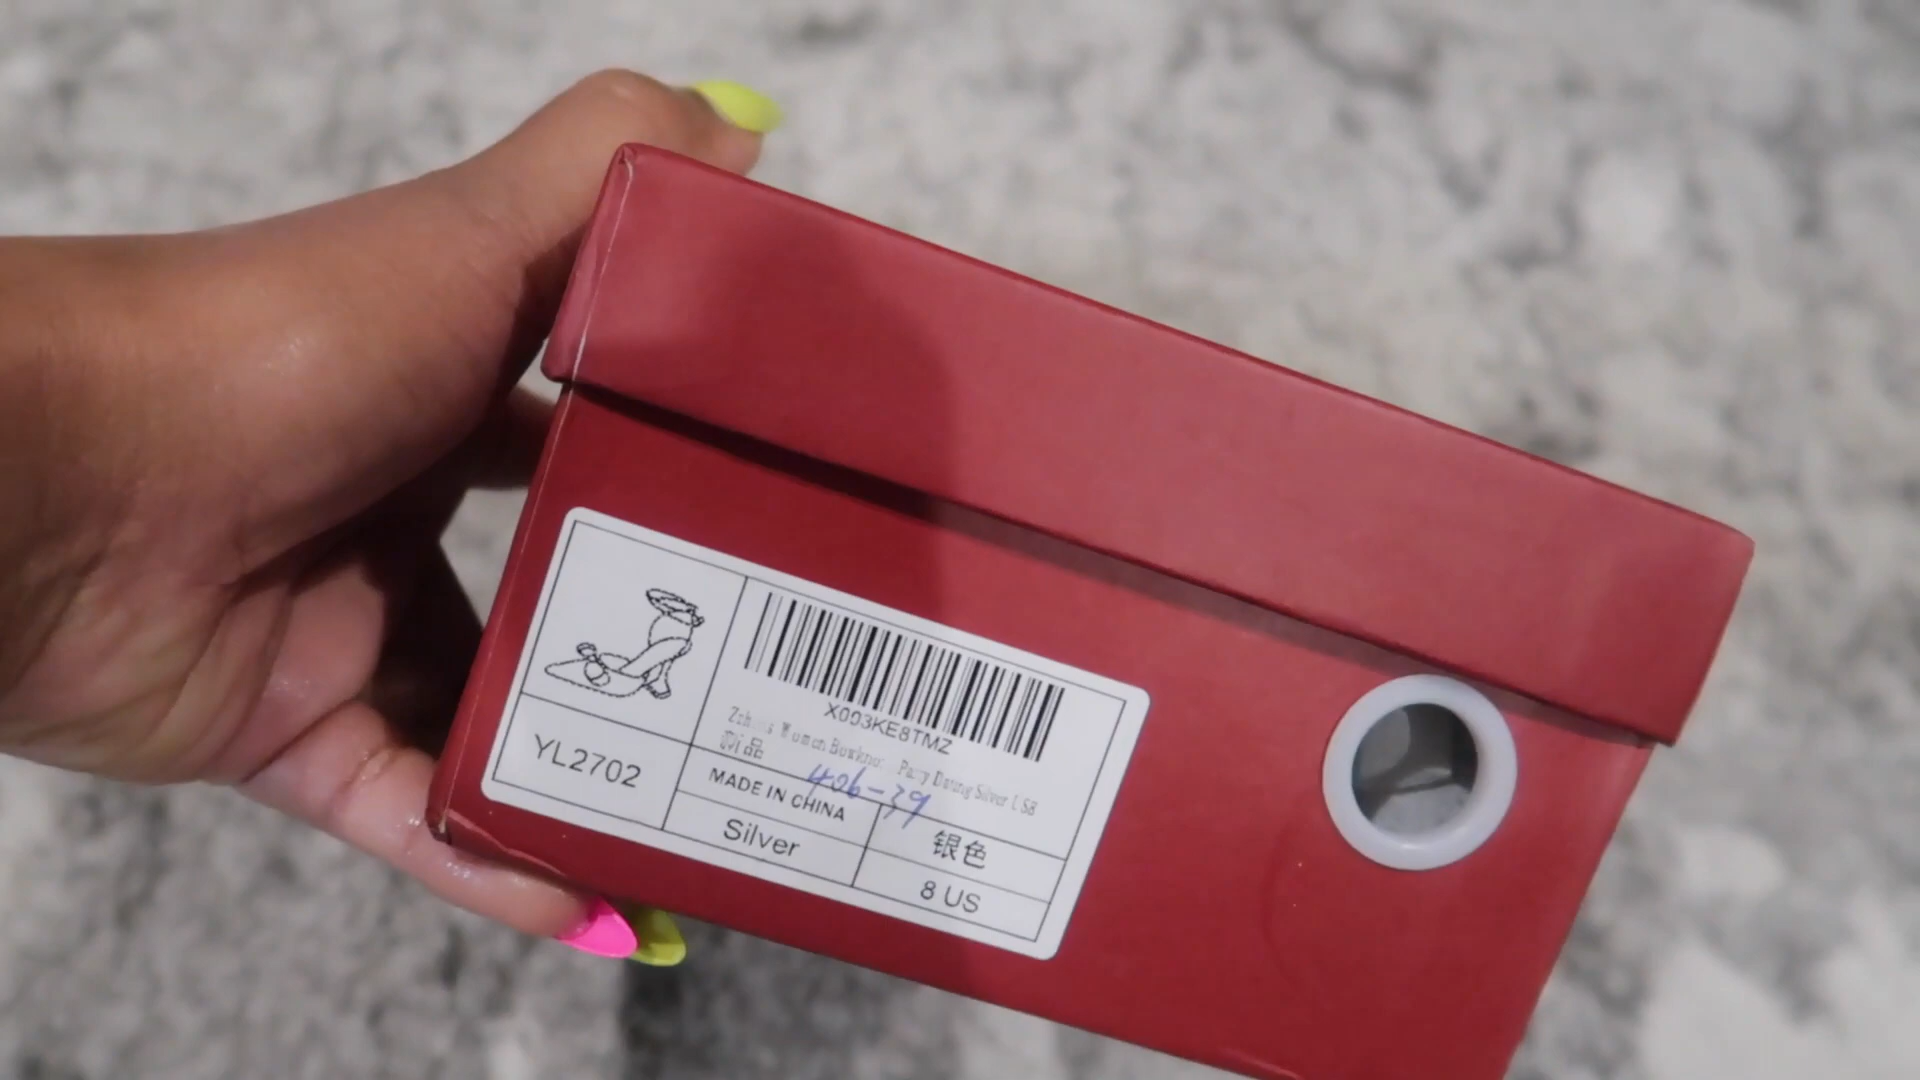 X003KE8TMZ
Women Bowknot Party Dating Silver US8
新品
YL2702
MADE IN CHINA
406-39
Silver
银色
8 US